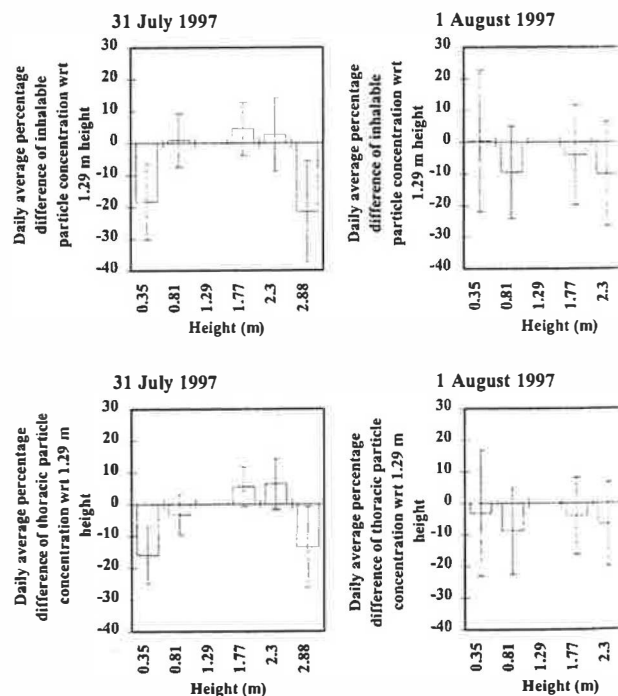 31 July 1997
Daily average percentage
difference of inhalable
particle concentration wrt
1.29 m height
30
20
10
0
-10
-20
-30
-40
0.35
0.81
1.29
1.77
2.3
2.88
Height (m)
1 August 1997
Daily average percentage
difference of inhalable
particle concentration wrt
1.29 m height
30
20
10
0
-10
-20
-30
-40
0.35
0.81
1.29
1.77
2.3
Height (m)
31 July 1997
Daily average percentage
difference of thoracic particle
concentration wrt 1.29 m
height
30
20
10
0
-10
-20
-30
-40
0.35
0.81
1.29
1.77
2.3
2.88
Height (m)
1 August 1997
Daily average percentage
difference of thoracic particle
concentration wrt 1.29 m
height
30
20
10
0
-10
-20
-30
-40
0.35
0.81
1.29
1.77
2.3
Height (m)